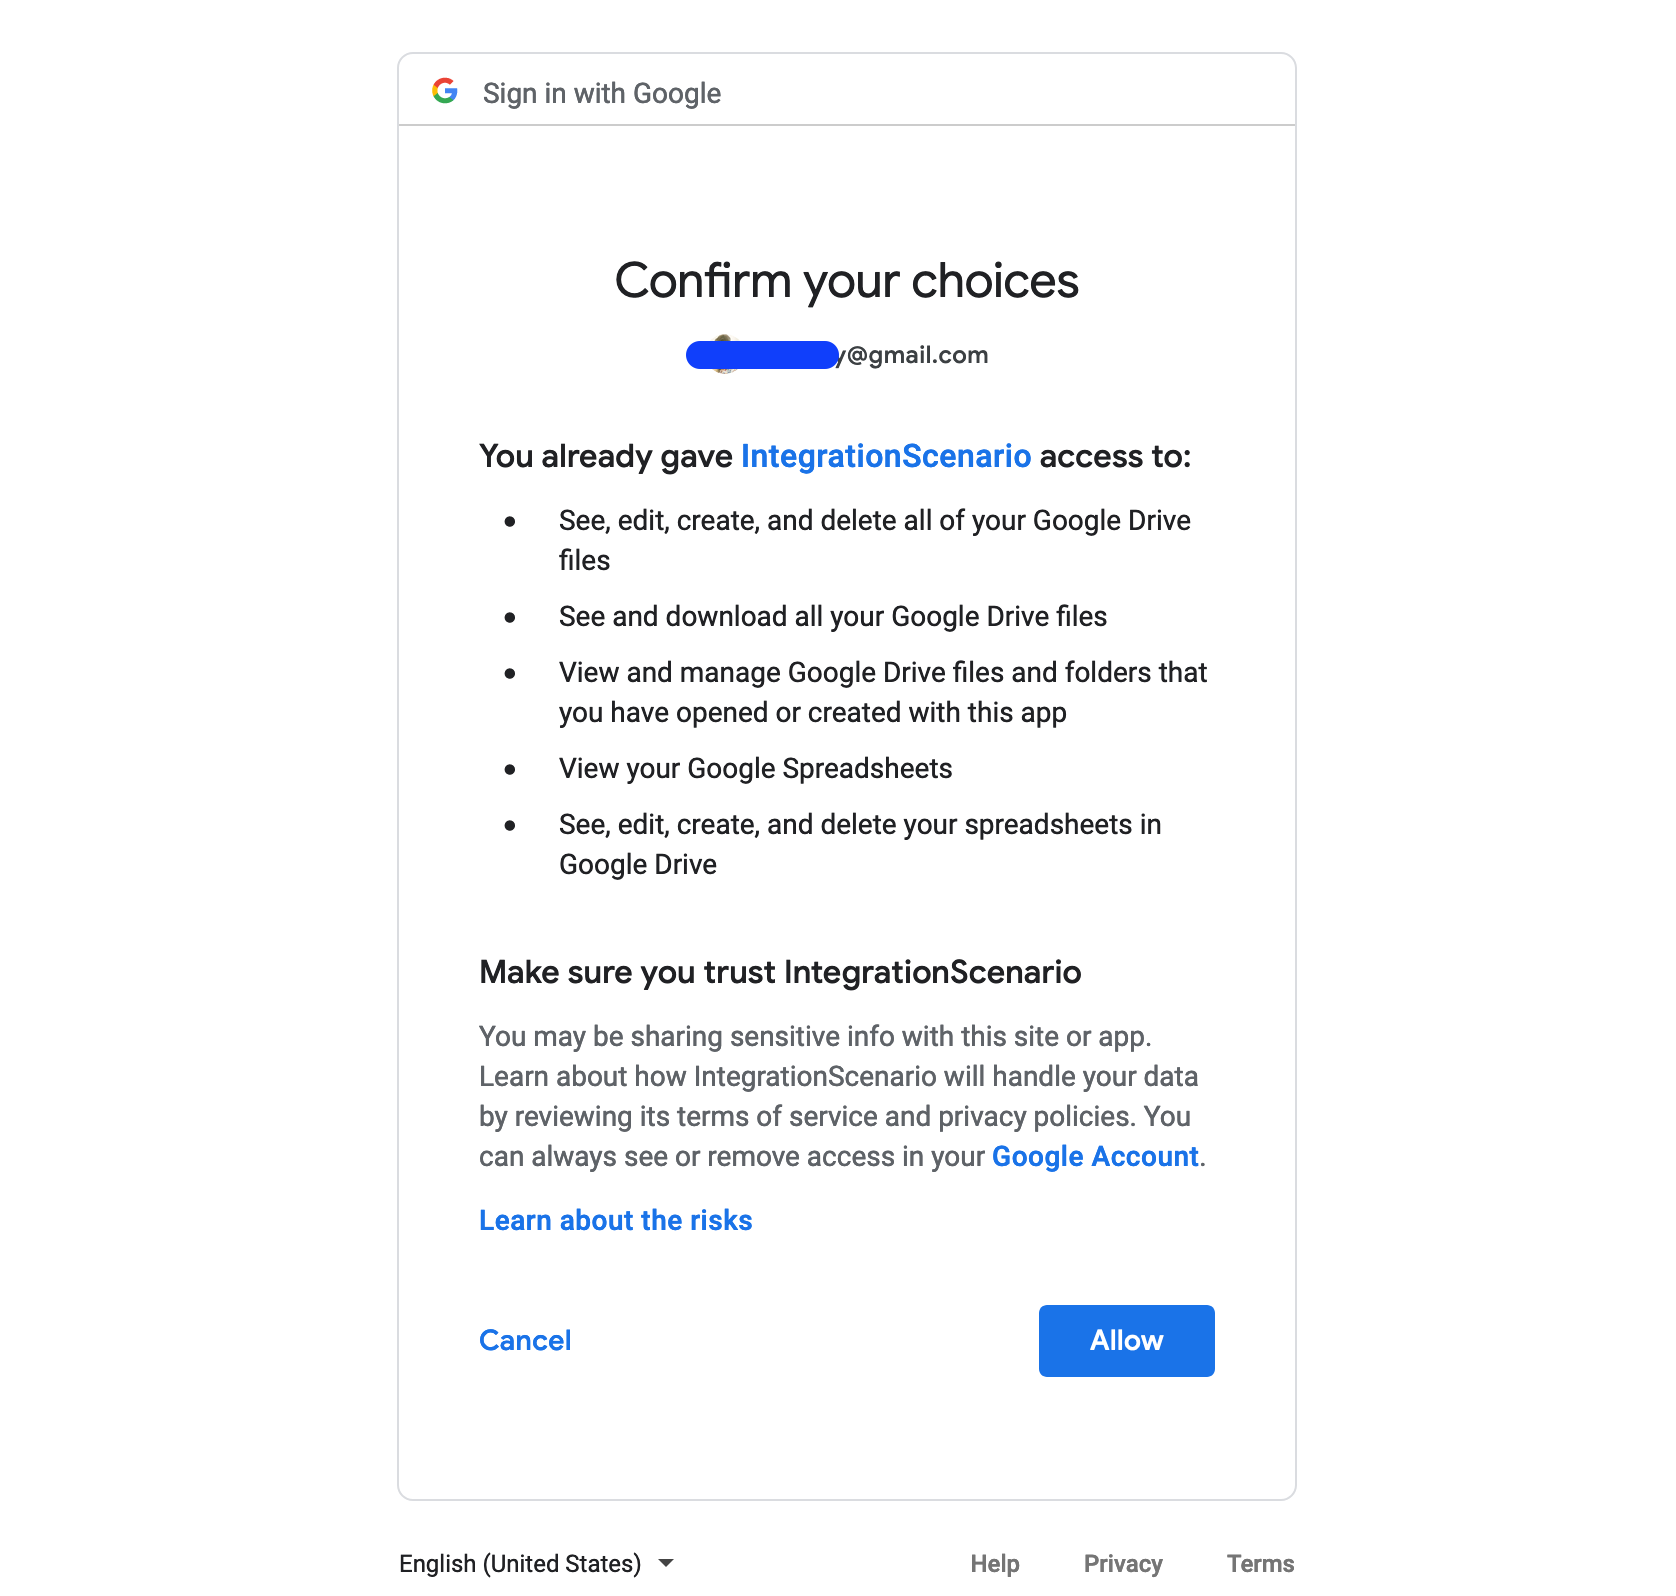 Sign in with Google
Confirm your choices
y@gmail.com
You already gave IntegrationScenario access to:
• See, edit, create, and delete all of your Google Drive
files
• See and download all your Google Drive files
• View and manage Google Drive files and folders that
you have opened or created with this app
• View your Google Spreadsheets
• See, edit, create, and delete your spreadsheets in
Google Drive
Make sure you trust IntegrationScenario
You may be sharing sensitive info with this site or app.
Learn about how IntegrationScenario will handle your data
by reviewing its terms of service and privacy policies. You
can always see or remove access in your Google Account.
Learn about the risks
Cancel Allow
English (United States) Help Privacy Terms